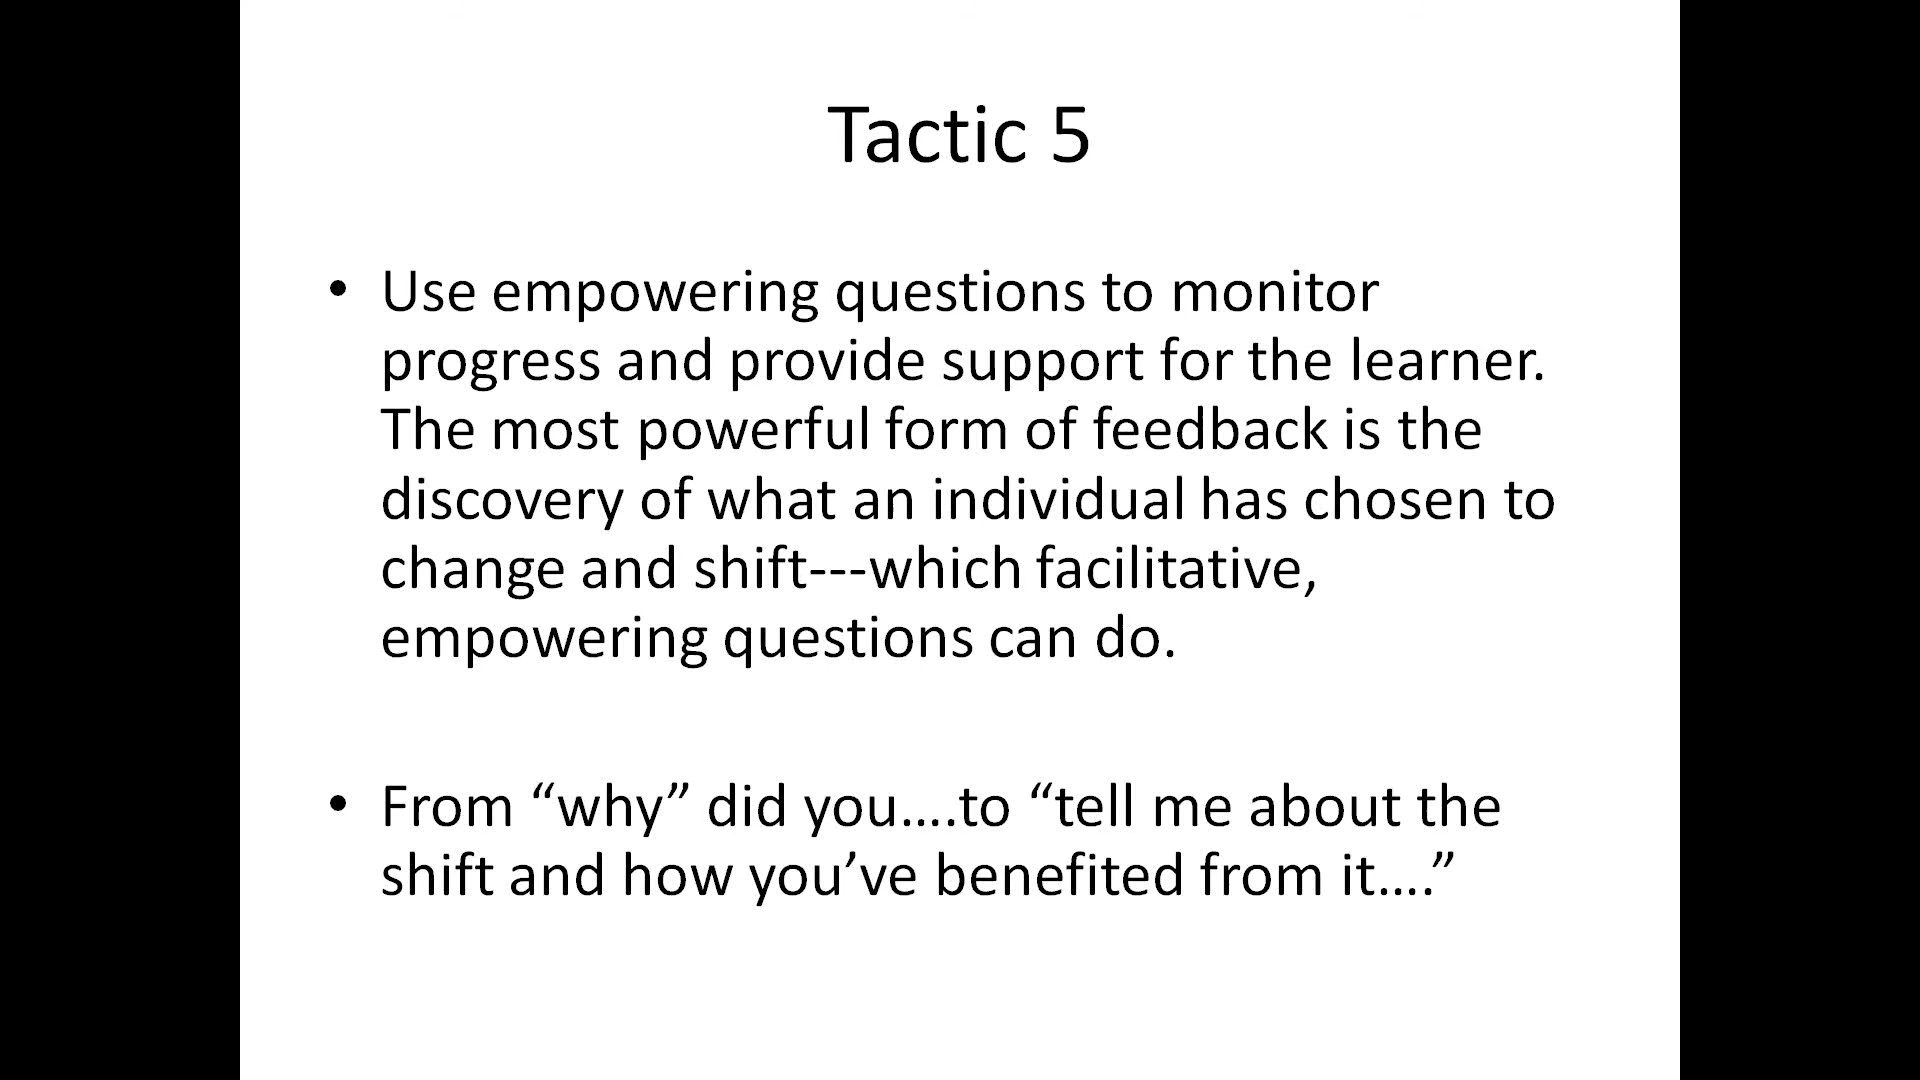 Tactic 5
• Use empowering questions to monitor
progress and provide support for the learner.
The most powerful form of feedback is the
discovery of what an individual has chosen to
change and shift---which facilitative,
empowering questions can do.
• From “why” did you….to “tell me about the
shift and how you’ve benefited from it….”